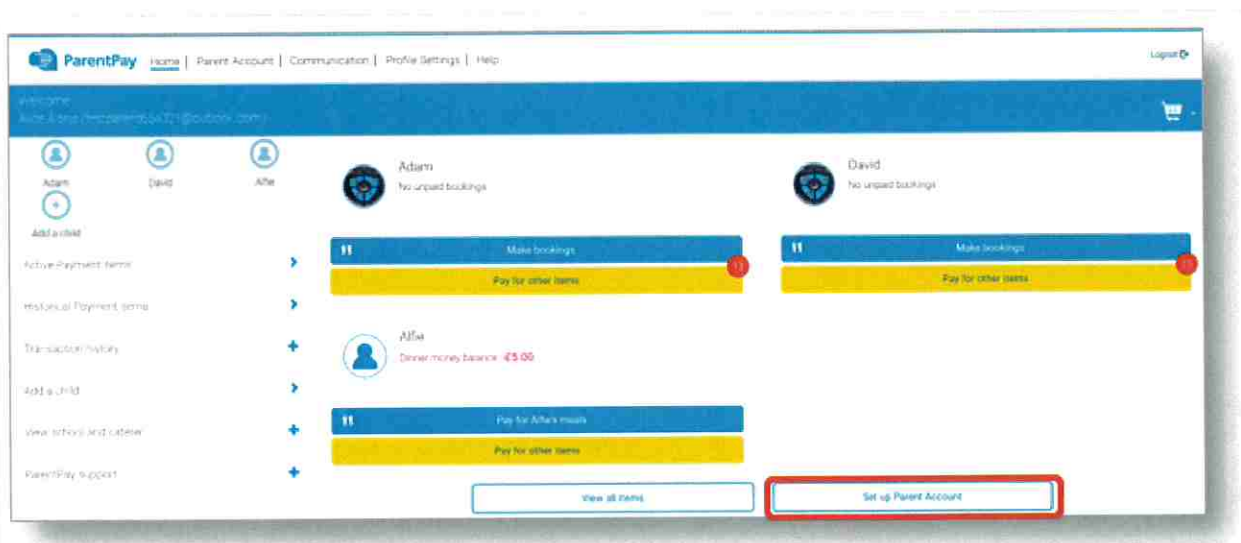 ParentPay Home | Parent Account | Communication | Profile Settings | Help
Logout
Welcome
Adam
David
Alfie
Add a child
Active Payment items
Historical Payment items
Transaction history
Add a child
View school and caterer
ParentPay support
Adam
No unpaid bookings
Make bookings
Pay for other items
David
No unpaid bookings
Make bookings
Pay for other items
Alfie
Dinner money balance -£5.00
Pay for Alfie's meals
Pay for other items
View all items
Set up Parent Account